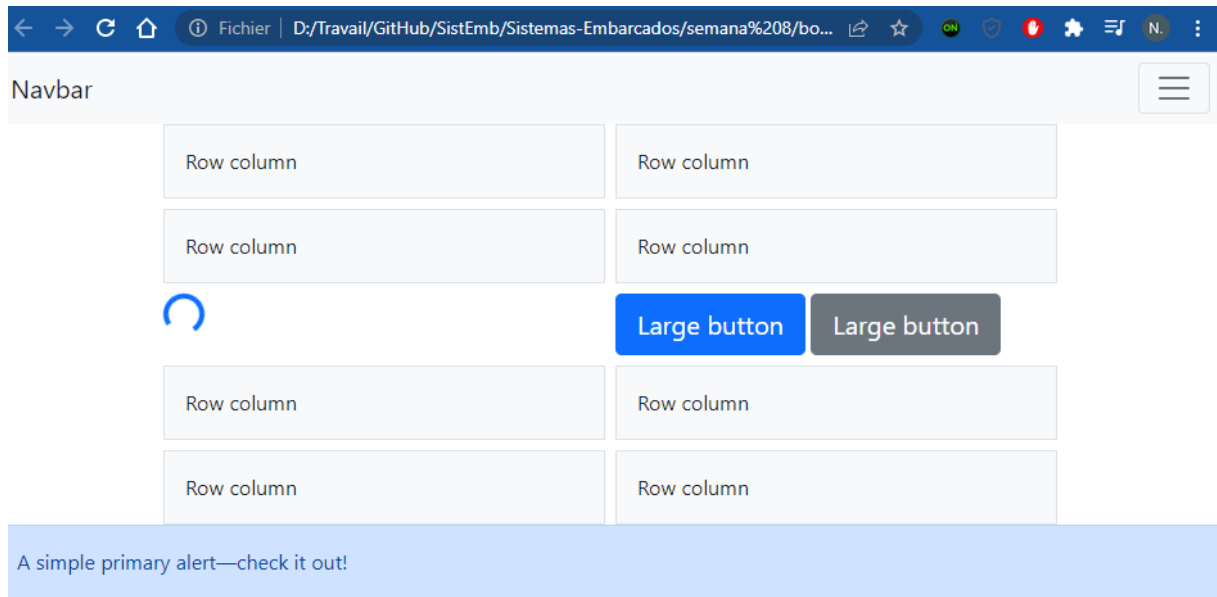 Fichier D:/Travail/GitHub/SistEmb/Sistemas-Embarcados/semana%208/bo... ON N.
Navbar
Row column Row column
Row column Row column
Large button Large button
Row column Row column
Row column Row column
A simple primary alert—check it out!